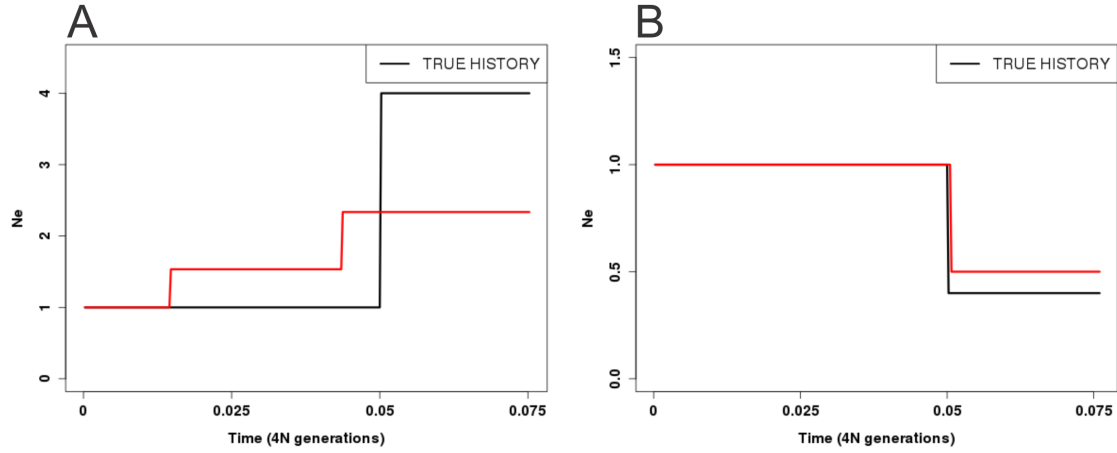 A
TRUE HISTORY
4
3
2
1
0
Ne
0
0.025
0.05
0.075
Time (4N generations)
B
TRUE HISTORY
1.5
1.0
0.5
0.0
Ne
0
0.025
0.05
0.075
Time (4N generations)